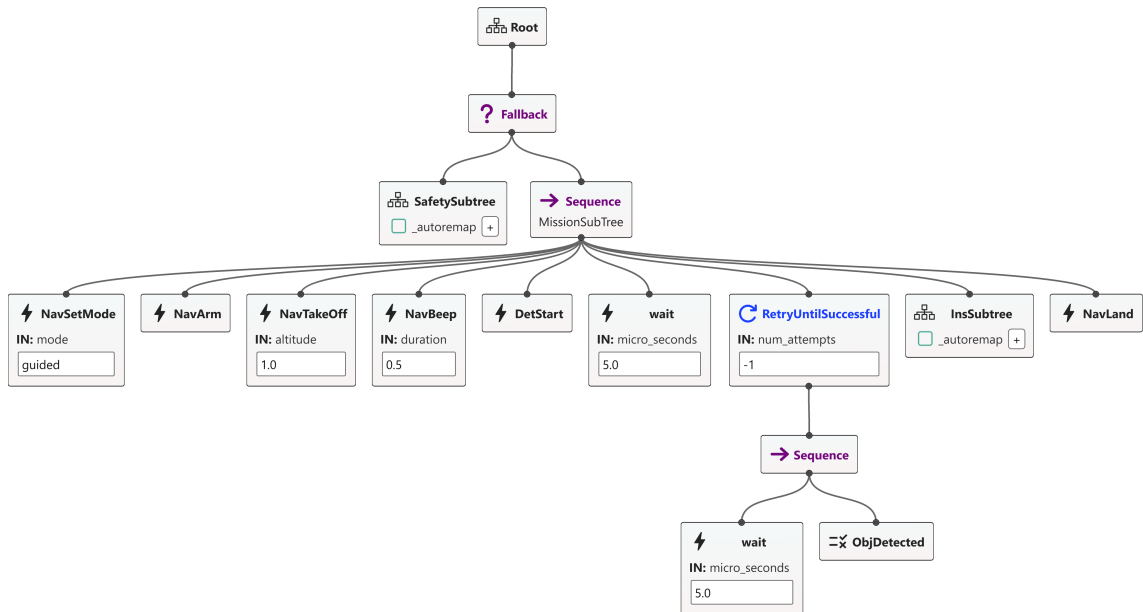 Root
Fallback
SafetySubtree
_autoremap +
Sequence
MissionSubTree
NavSetMode
IN: mode
guided
NavArm
NavTakeOff
IN: altitude
1.0
NavBeep
IN: duration
0.5
DetStart
wait
IN: micro_seconds
5.0
RetryUntilSuccessful
IN: num_attempts
-1
InsSubtree
_autoremap +
NavLand
Sequence
wait
IN: micro_seconds
5.0
ObjDetected